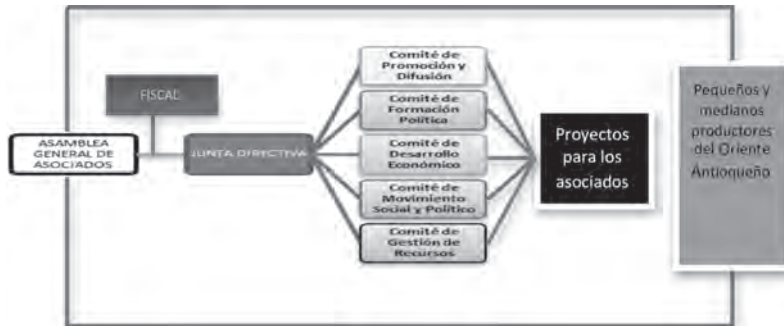 FISCAL
ASAMBLEA
GENERAL DE
ASOCIADOS
JUNTA DIRECTIVA
Comité de
Promoción y
Difusión
Comité de
Formación
Política
Comité de
Desarrollo
Económico
Comité de
Movimiento
Social y Político
Comité de
Gestión de
Recursos
Proyectos
para los
asociados
Pequeños y
medianos
productores
del Oriente
Antioqueño